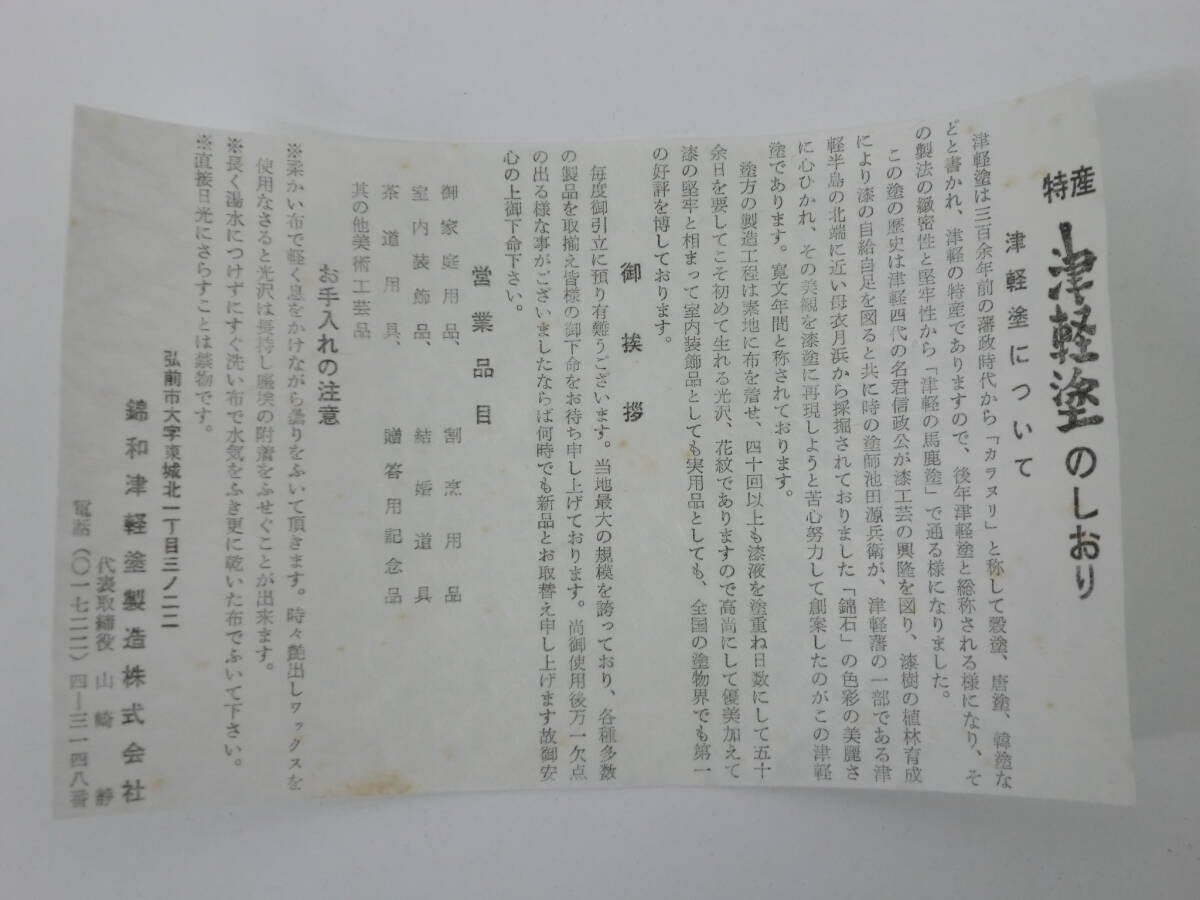 特産 津軽塗のしおり
津軽塗について
津軽塗は三百余年前の藩政時代から「カラヌリ」と称して殻塗、唐塗、韓塗な
どと書かれ、津軽の特産でありますので、後年津軽塗と総称される様になり、そ
の製法の緻密性と堅牢性から「津軽の馬鹿塗」で通る様になりました。
この塗の歴史は津軽四代の名君信政公が漆工芸の興隆を図り、漆樹の植林育成
により漆の自給自足を図ると共に時の塗師池田源兵衛が、津軽藩の一部である津
軽半島の北端に近い母衣月浜から採掘されておりました「錦石」の色彩の美麗さ
に心ひかれ、その美観を漆塗に再現しようと苦心努力して創案したのがこの津軽
塗であります。寛文年間と称されております。
塗方の製造工程は素地に布を着せ、四十回以上も漆液を塗重ね日数にして五十
余日を要してこそ初めて生れる光沢、花紋でありますので高尚にして優美加えて
漆の堅牢と相まって室内装飾品としても実用品としても、全国の塗物界でも第一
の好評を博しております。
御挨拶
毎度御引立に預り有難うございます。当地最大の規模を誇っており、各種多数
の製品を取揃え皆様の御下命をお待ち申し上げております。尚御使用後万一欠点
の出る様な事がございましたならば何時でも新品とお取替え申し上げます故御安
心の上御下命下さい。
営業品目
御家庭用品、 割烹用品
室内装飾品、 結婚道具
茶道用具、 贈答用記念品
其の他美術工芸品
お手入れの注意
※柔かい布で軽く息をかけながら曇りをふいて頂きます。時々艶出しワックスを
使用なさると光沢は長持し塵埃の附着をふせぐことが出来ます。
※長く湯水につけずにすぐ洗い布で水気をふき更に乾いた布でふいて下さい。
※直接日光にさらすことは禁物です。
弘前市大字東城北一丁目三ノ二二
錦和津軽塗製造株式会社
代表取締役 山崎静
電話(〇一七二二)四―三一四八番